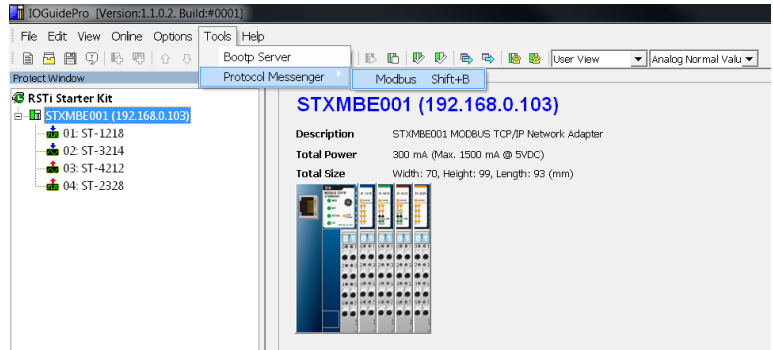 IOGuidePro [Version:1.1.0.2. Build:#0001]
File Edit View Online Options Tools Help
Bootp Server
User View
Analog Normal Valu
Protocol Messenger
Modbus Shift+B
Project Window
RSTi Starter Kit
STXMBE001 (192.168.0.103)
01: ST-1218
02: ST-3214
03: ST-4212
04: ST-2328
STXMBE001 (192.168.0.103)
Description STXMBE001 MODBUS TCP/IP Network Adapter
Total Power 300 mA (Max. 1500 mA @ 5VDC)
Total Size Width: 70, Height: 99, Length: 93 (mm)